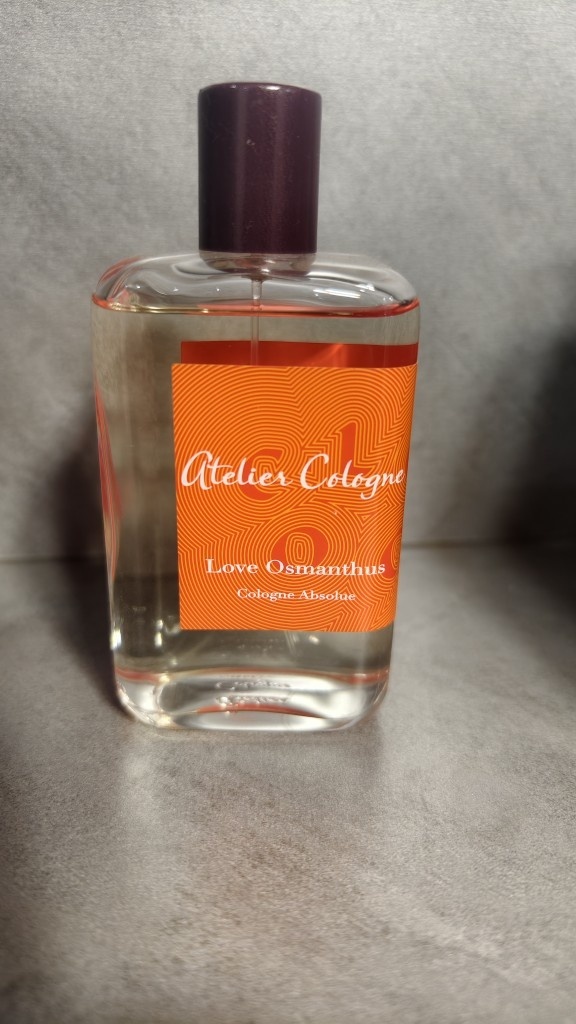 Atelier Cologne
Love Osmanthus
Cologne Absolue